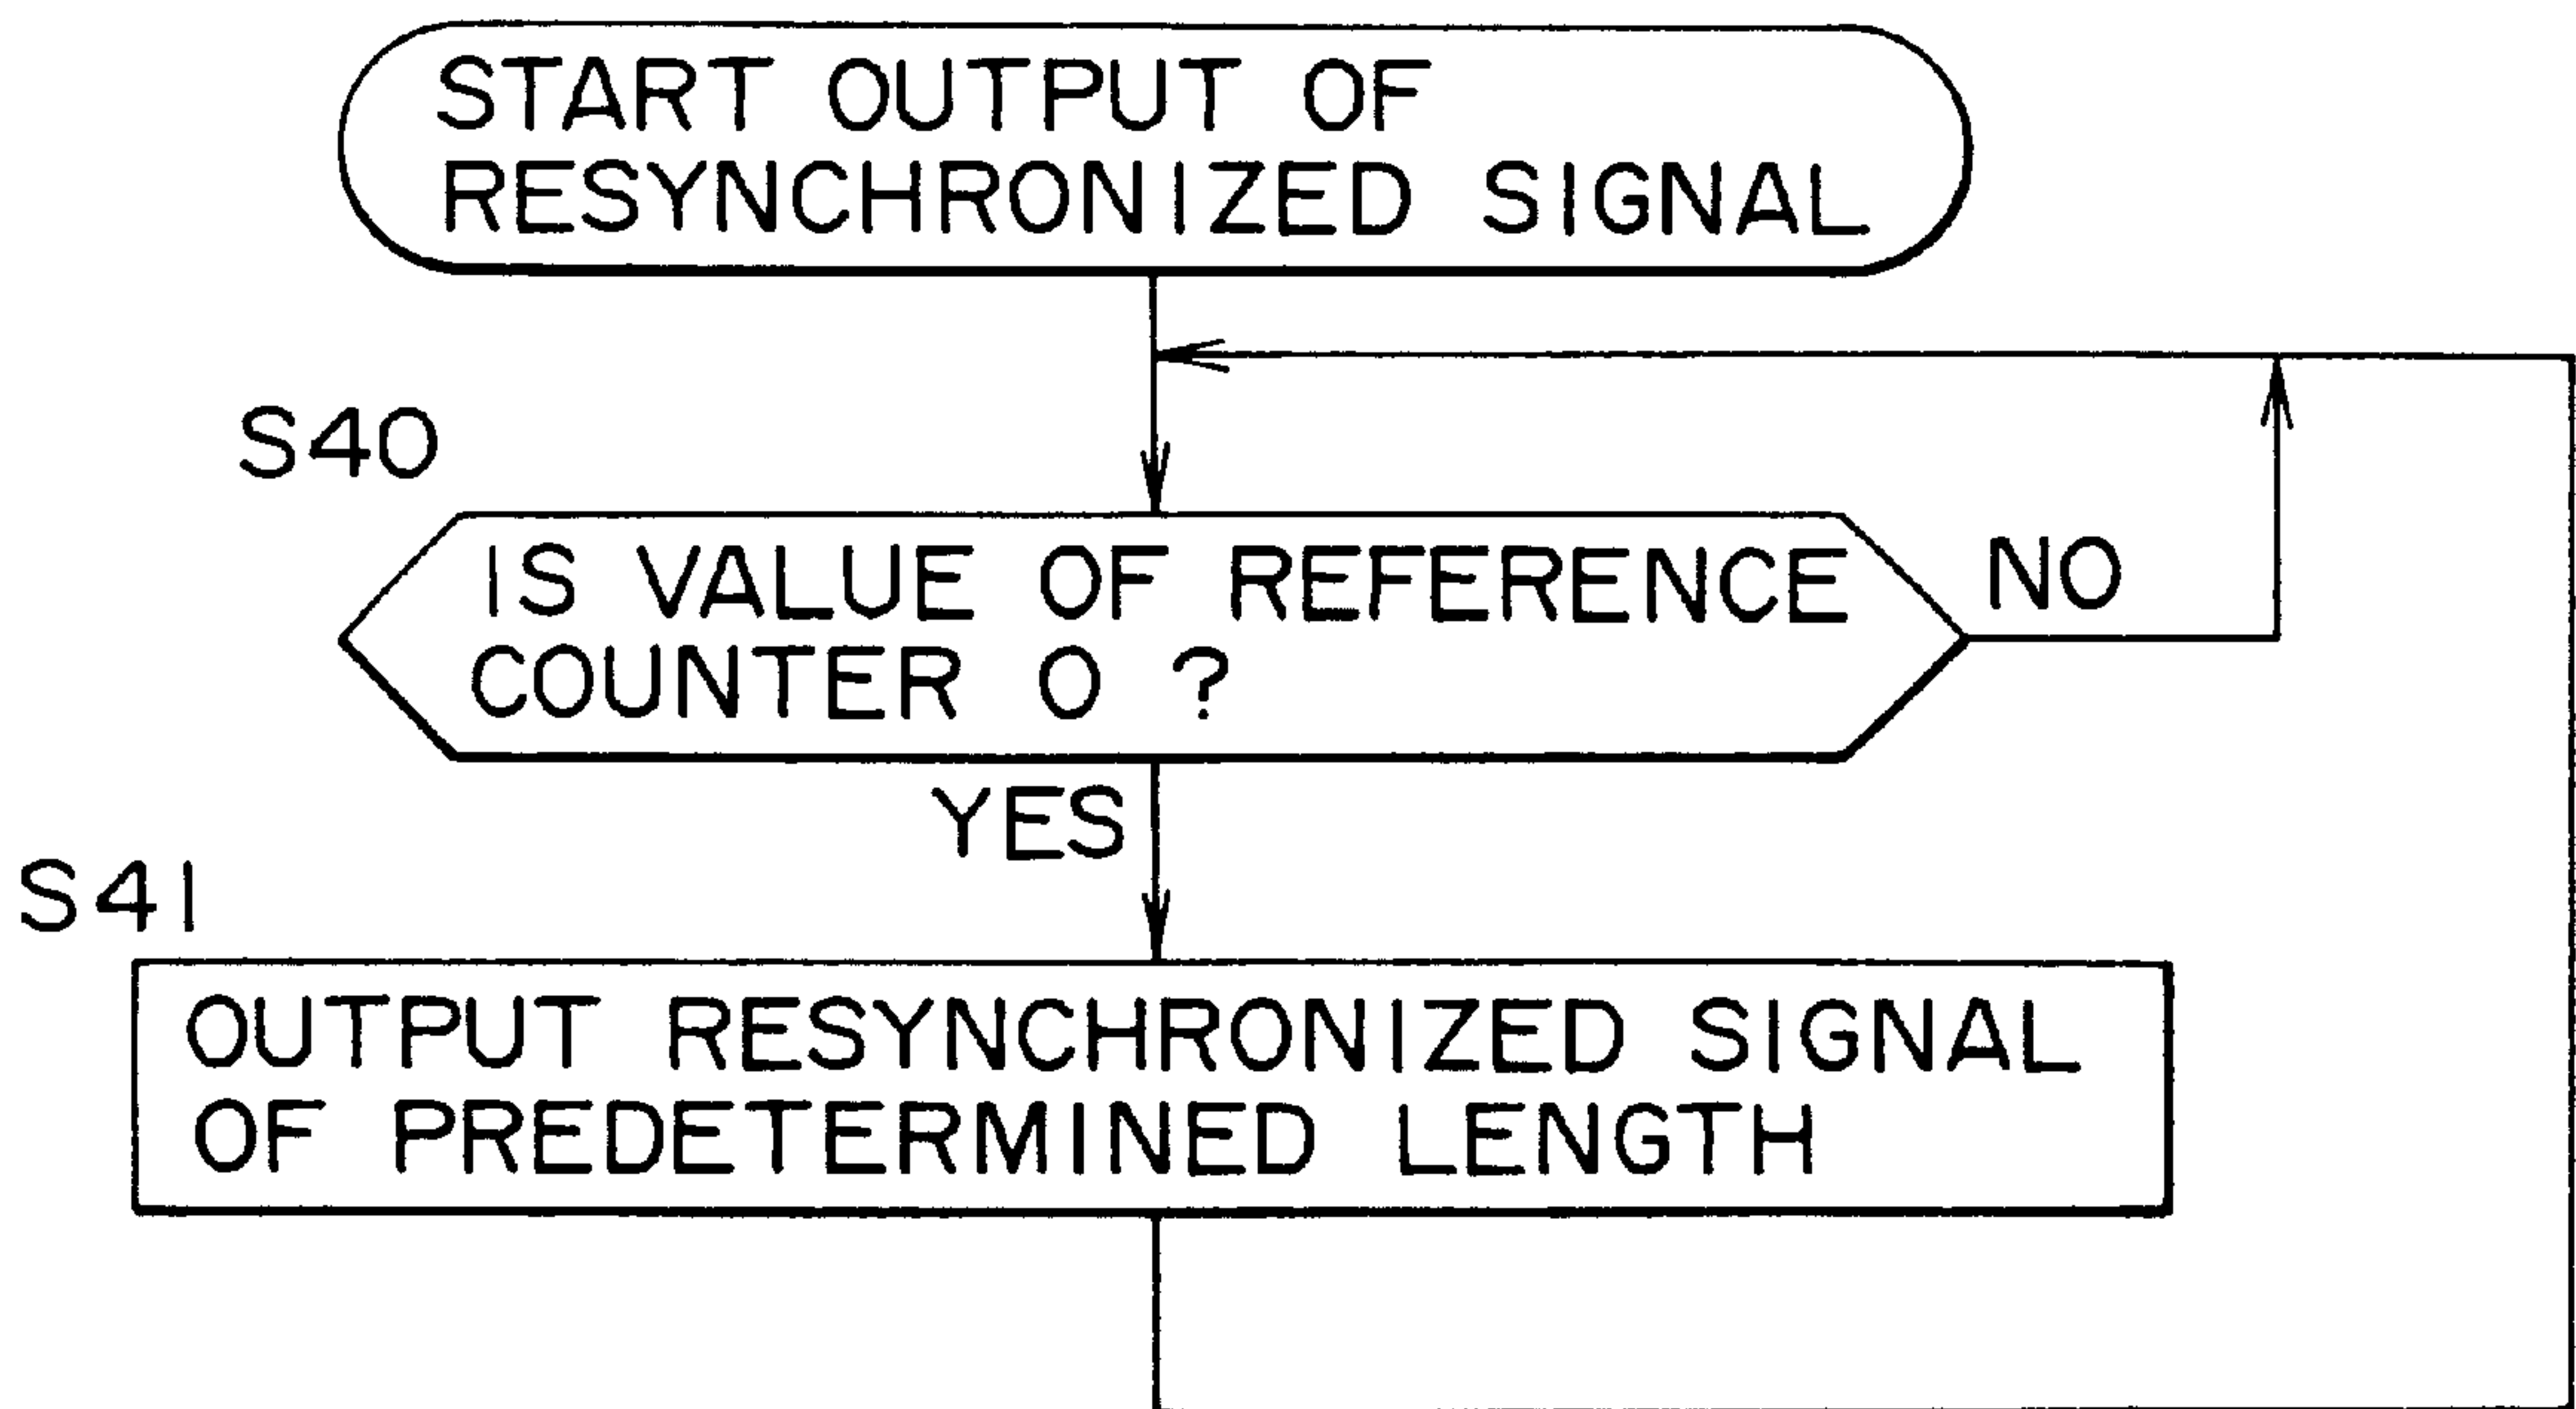 START OUTPUT OF
RESYNCHRONIZED SIGNAL
S40
IS VALUE OF REFERENCE
COUNTER 0 ?
NO
YES
S41
OUTPUT RESYNCHRONIZED SIGNAL
OF PREDETERMINED LENGTH